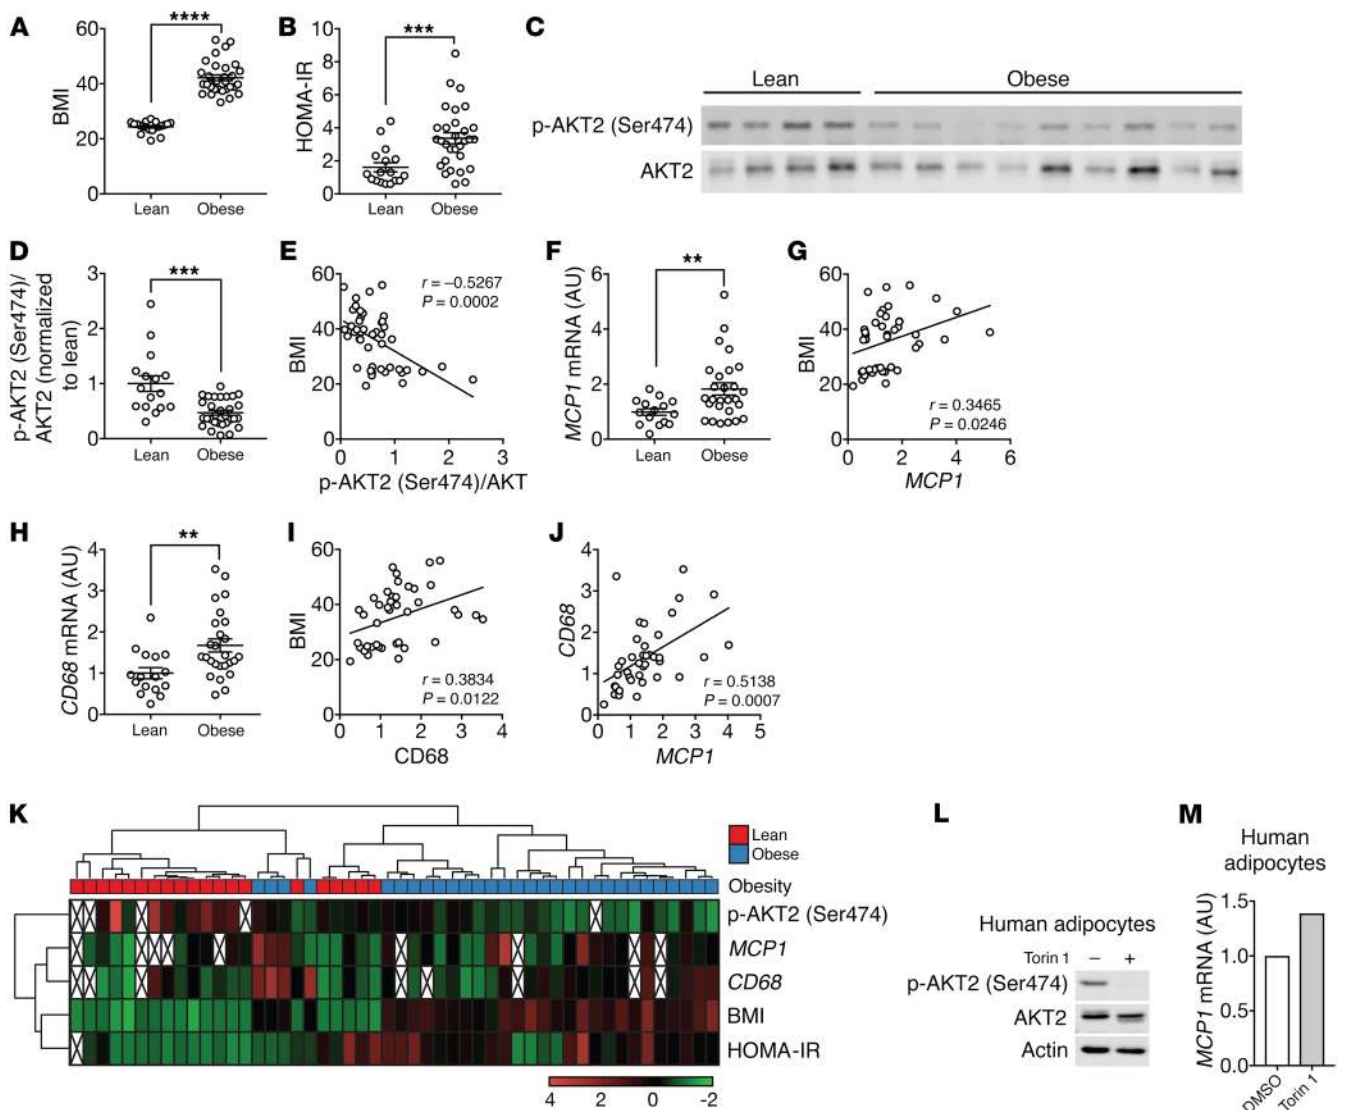 A
BMI
60
40
20
0
****
Lean
Obese
B
HOMA-IR
10
8
6
4
2
0
***
Lean
Obese
C
Lean
Obese
p-AKT2 (Ser474)
AKT2
D
p-AKT2 (Ser474)/
AKT2 (normalized
to lean)
3
2
1
0
***
Lean
Obese
E
BMI
60
40
20
0
r = –0.5267
P = 0.0002
0 1 2 3
p-AKT2 (Ser474)/AKT
F
MCP1 mRNA (AU)
6
4
2
0
**
Lean
Obese
G
BMI
60
40
20
0
r = 0.3465
P = 0.0246
0 2 4 6
MCP1
H
CD68 mRNA (AU)
4
3
2
1
0
**
Lean
Obese
I
BMI
60
40
20
0
r = 0.3834
P = 0.0122
0 1 2 3 4
CD68
J
CD68
4
3
2
1
0
r = 0.5138
P = 0.0007
0 1 2 3 4 5
MCP1
K
Lean
Obese
Obesity
p-AKT2 (Ser474)
MCP1
CD68
BMI
HOMA-IR
4 2 0 -2
L
Human adipocytes
Torin 1 – +
p-AKT2 (Ser474)
AKT2
Actin
M
Human
adipocytes
MCP1 mRNA (AU)
1.5
1.0
0.5
0.0
DMSO
Torin 1